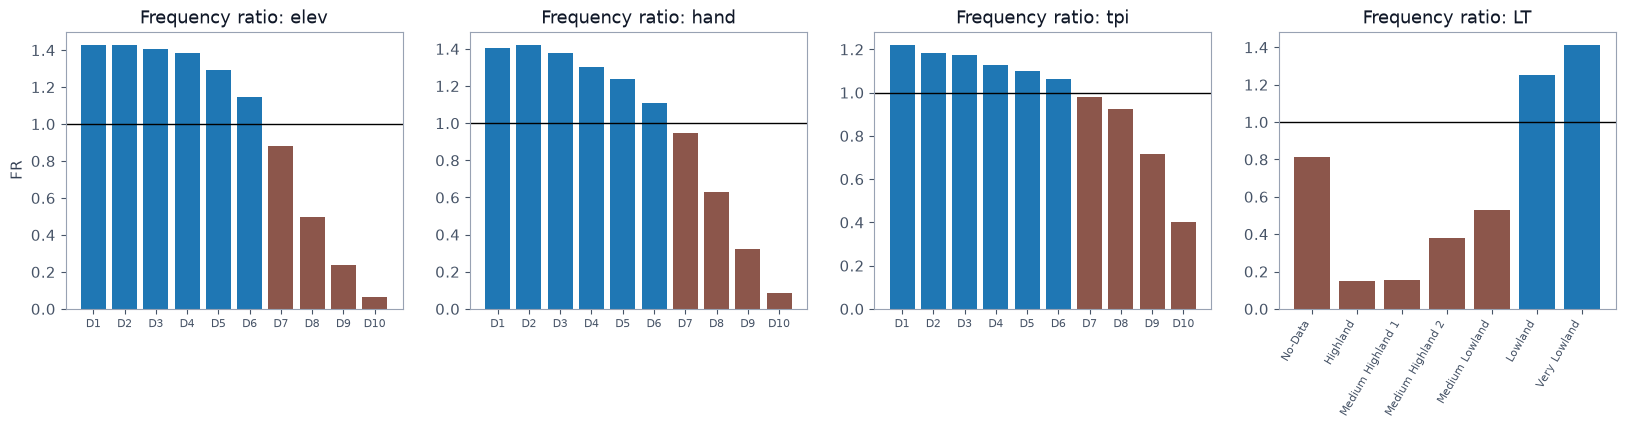 Frequency ratio: elev
FR
1.4
1.2
1.0
0.8
0.6
0.4
0.2
0.0
D1 D2 D3 D4 D5 D6 D7 D8 D9 D10
Frequency ratio: hand
1.4
1.2
1.0
0.8
0.6
0.4
0.2
0.0
D1 D2 D3 D4 D5 D6 D7 D8 D9 D10
Frequency ratio: tpi
1.2
1.0
0.8
0.6
0.4
0.2
0.0
D1 D2 D3 D4 D5 D6 D7 D8 D9 D10
Frequency ratio: LT
1.4
1.2
1.0
0.8
0.6
0.4
0.2
0.0
No-Data
Highland
Medium Highland 1
Medium Highland 2
Medium Lowland
Lowland
Very Lowland